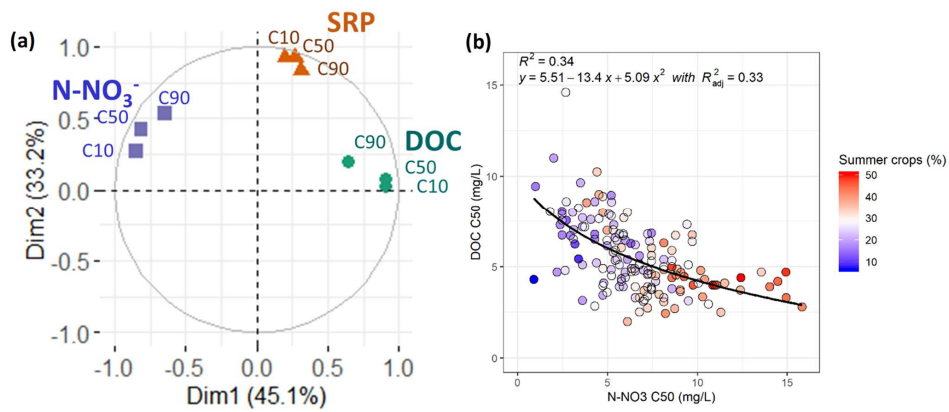 (a)
SRP
C10
C50
C90
N-NO3-
C90
C50
C10
DOC
C90
C50
C10
1.0
0.5
0.0
-0.5
-1.0
Dim2 (33.2%)
-1.0
-0.5
0.0
0.5
1.0
Dim1 (45.1%)
(b)
R² = 0.34
y = 5.51 − 13.4 x + 5.09 x² with R²adj = 0.33
15
10
5
0
DOC C50 (mg/L)
0
5
10
15
N-NO3 C50 (mg/L)
Summer crops (%)
50
40
30
20
10